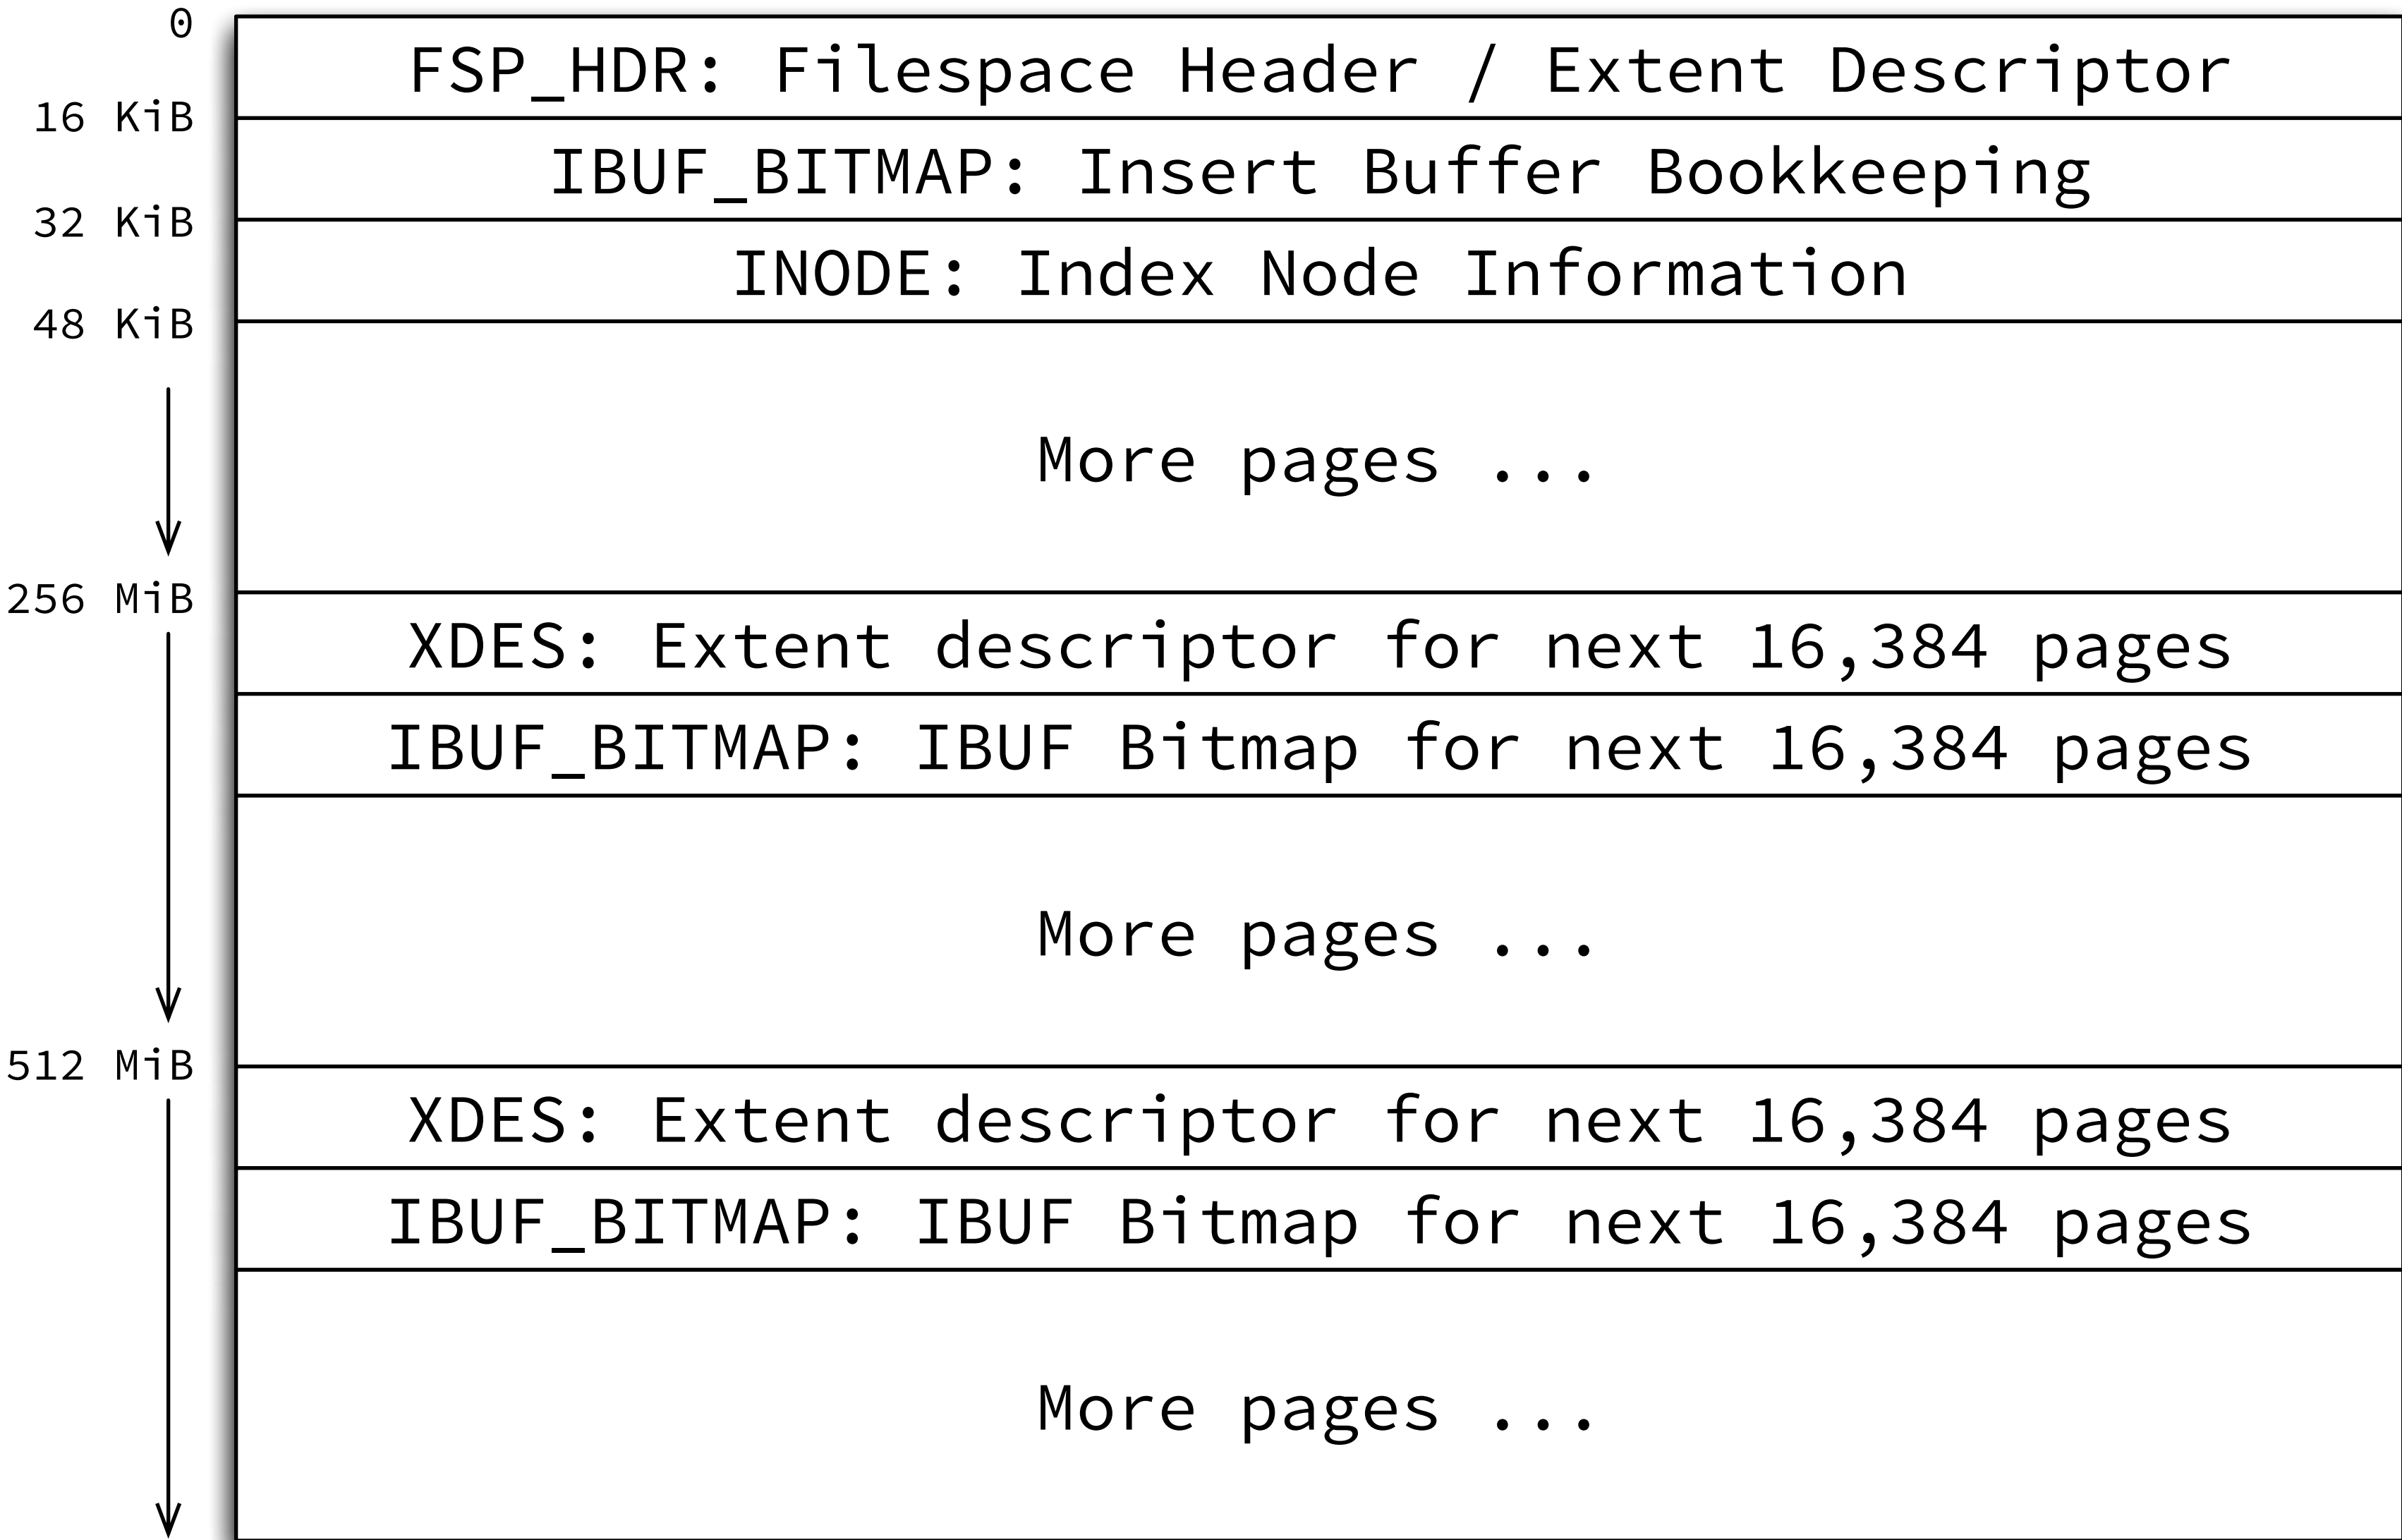 0
FSP_HDR: Filespace Header / Extent Descriptor
16 KiB
IBUF_BITMAP: Insert Buffer Bookkeeping
32 KiB
INODE: Index Node Information
48 KiB
More pages ...
256 MiB
XDES: Extent descriptor for next 16,384 pages
IBUF_BITMAP: IBUF Bitmap for next 16,384 pages
More pages ...
512 MiB
XDES: Extent descriptor for next 16,384 pages
IBUF_BITMAP: IBUF Bitmap for next 16,384 pages
More pages ...